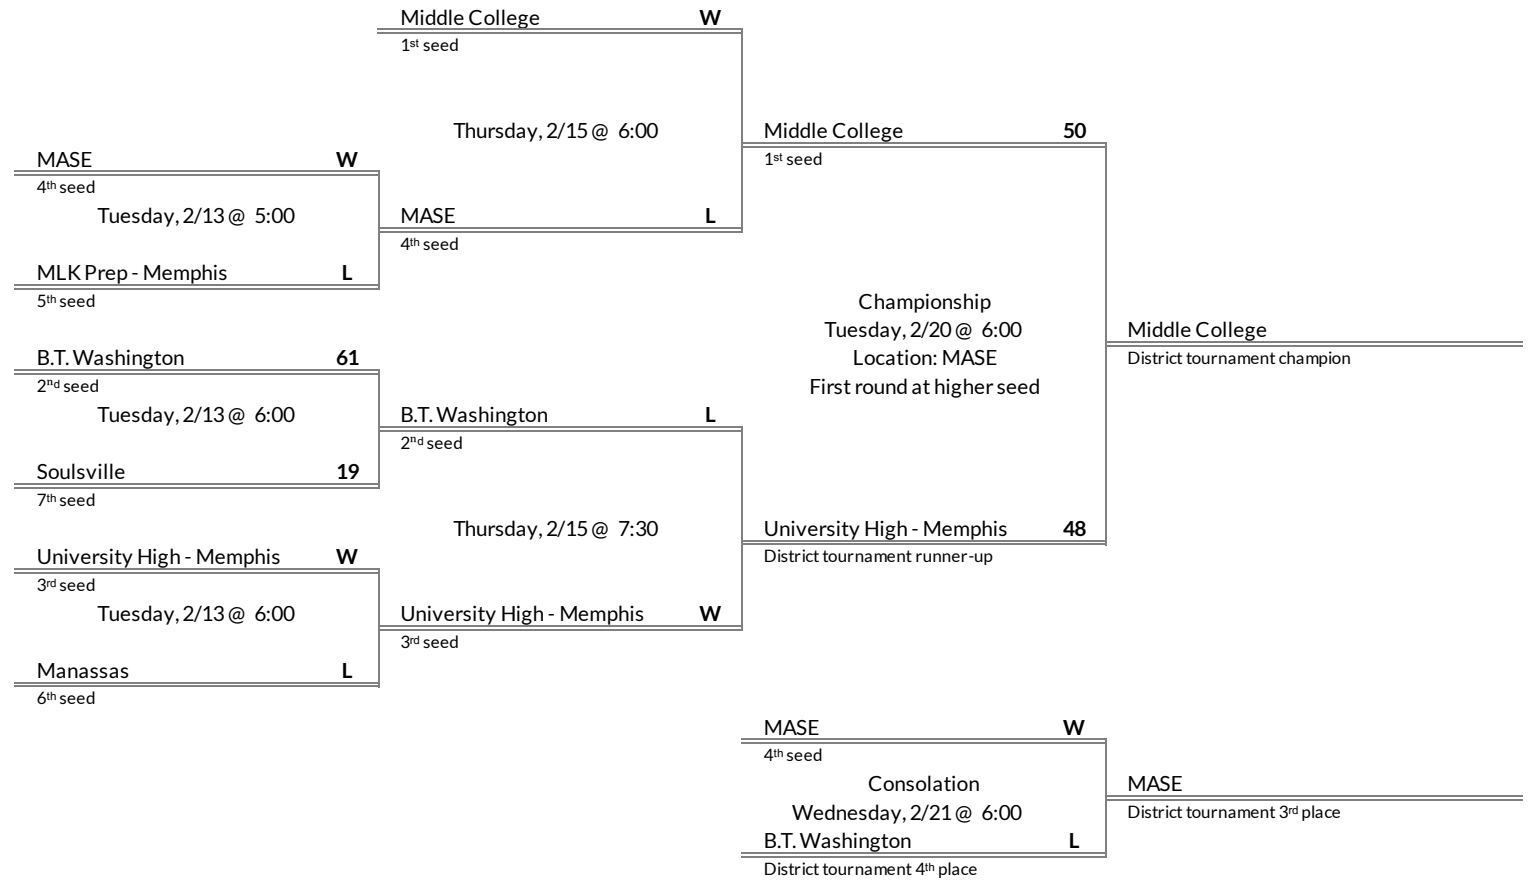 Middle College W
1st seed
Thursday, 2/15 @ 6:00
Middle College 50
1st seed
MASE W
4th seed
Tuesday, 2/13 @ 5:00
MASE L
4th seed
MLK Prep - Memphis L
5th seed
Championship
Tuesday, 2/20 @ 6:00
Location: MASE
First round at higher seed
Middle College
District tournament champion
B.T. Washington 61
2nd seed
Tuesday, 2/13 @ 6:00
B.T. Washington L
2nd seed
Soulsville 19
7th seed
Thursday, 2/15 @ 7:30
University High - Memphis 48
District tournament runner-up
University High - Memphis W
3rd seed
Tuesday, 2/13 @ 6:00
University High - Memphis W
3rd seed
Manassas L
6th seed
MASE W
4th seed
Consolation
Wednesday, 2/21 @ 6:00
MASE
District tournament 3rd place
B.T. Washington L
District tournament 4th place